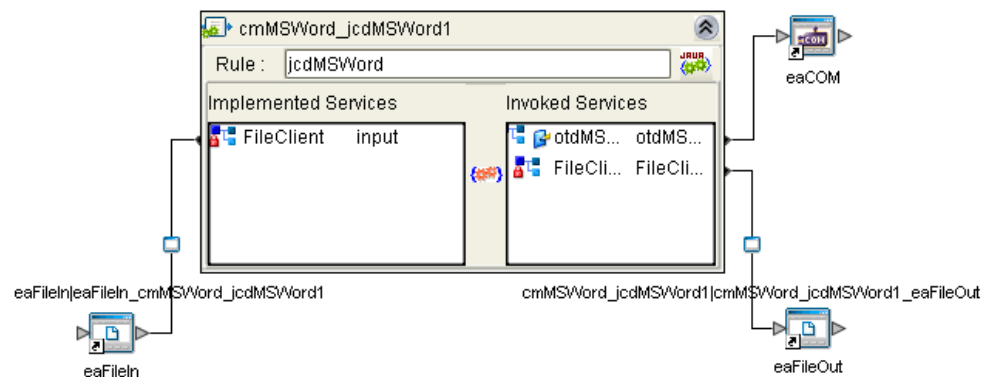 cmMSWord_jcdMSWord1
Rule : jcdMSWord
JAVA
Implemented Services
Invoked Services
FileClient input
otdMS... otdMS...
FileCli... FileCli...
COM
eaCOM
eaFileIn|eaFileIn_cmMSWord_jcdMSWord1
cmMSWord_jcdMSWord1|cmMSWord_jcdMSWord1_eaFileOut
eaFileIn
eaFileOut